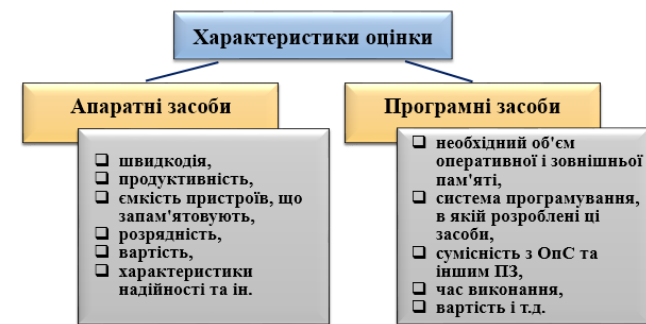 Характеристики оцінки
Апаратні засоби
❑ швидкодія,
❑ продуктивність,
❑ ємкість пристроїв, що
запам'ятовують,
❑ розрядність,
❑ вартість,
❑ характеристики
надійності та ін.
Програмні засоби
❑ необхідний об'єм
оперативної і зовнішньої
пам'яті,
❑ система програмування,
в якій розроблені ці
засоби,
❑ сумісність з ОпС та
іншим ПЗ,
❑ час виконання,
❑ вартість і т.д.